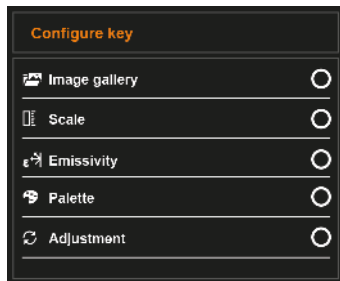 Configure key
Image gallery
Scale
Emissivity
Palette
Adjustment